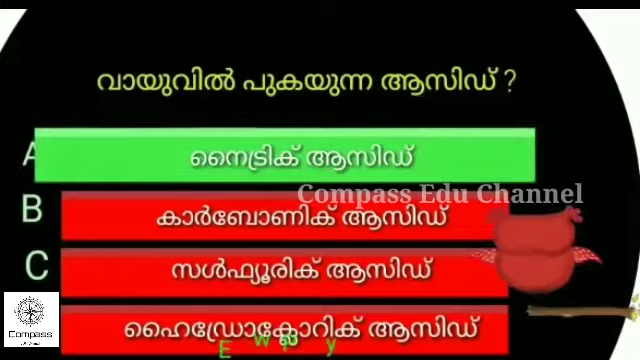 വായുവിൽ പുകയുന്ന ആസിഡ് ?
A
നൈട്രിക് ആസിഡ്
Compass Edu Channel
B
കാർബോണിക് ആസിഡ്
C
സൾഫ്യൂരിക് ആസിഡ്
ഹൈഡ്രോക്ലോറിക് ആസിഡ്
Compass